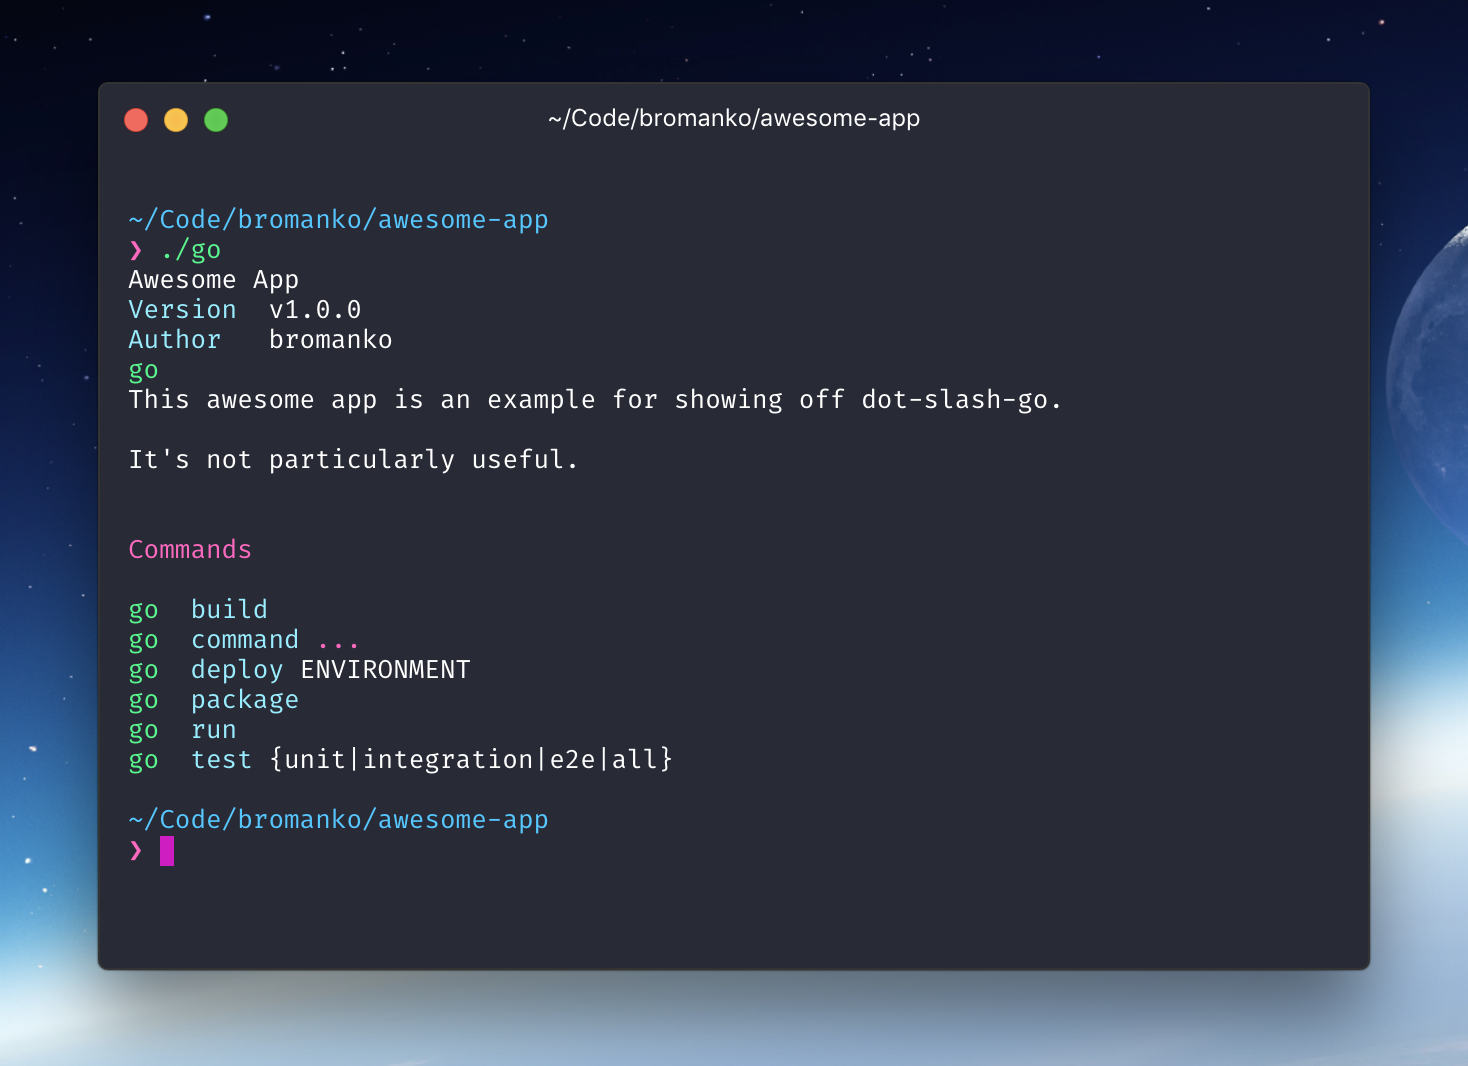 ~/Code/bromanko/awesome-app
~/Code/bromanko/awesome-app
❯ ./go
Awesome App
Version  v1.0.0
Author   bromanko
go
This awesome app is an example for showing off dot-slash-go.
It's not particularly useful.
Commands
go  build
go  command ...
go  deploy ENVIRONMENT
go  package
go  run
go  test {unit|integration|e2e|all}
~/Code/bromanko/awesome-app
❯